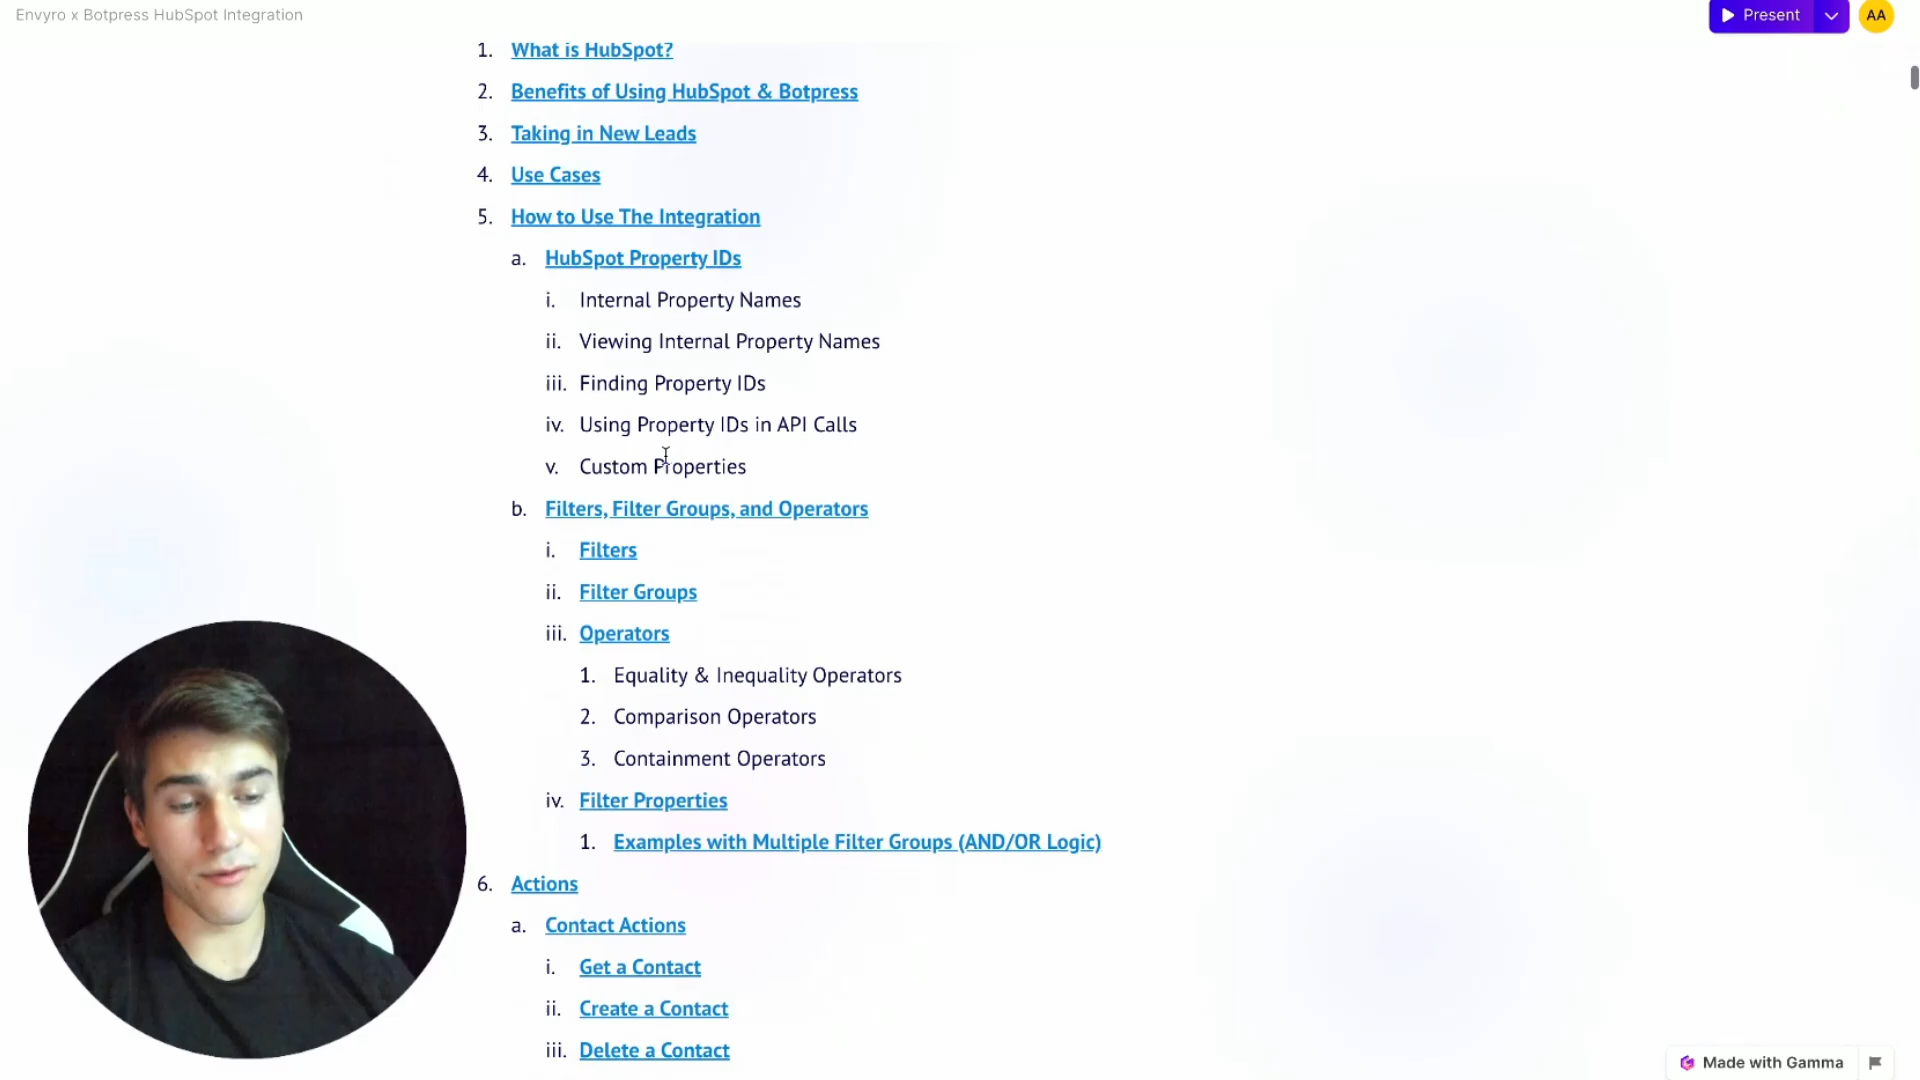 Envyro x Botpress HubSpot Integration
Present
AA
1. What is HubSpot?
2. Benefits of Using HubSpot & Botpress
3. Taking in New Leads
4. Use Cases
5. How to Use The Integration
a. HubSpot Property IDs
i. Internal Property Names
ii. Viewing Internal Property Names
iii. Finding Property IDs
iv. Using Property IDs in API Calls
v. Custom Properties
b. Filters, Filter Groups, and Operators
i. Filters
ii. Filter Groups
iii. Operators
1. Equality & Inequality Operators
2. Comparison Operators
3. Containment Operators
iv. Filter Properties
1. Examples with Multiple Filter Groups (AND/OR Logic)
6. Actions
a. Contact Actions
i. Get a Contact
ii. Create a Contact
iii. Delete a Contact
Made with Gamma